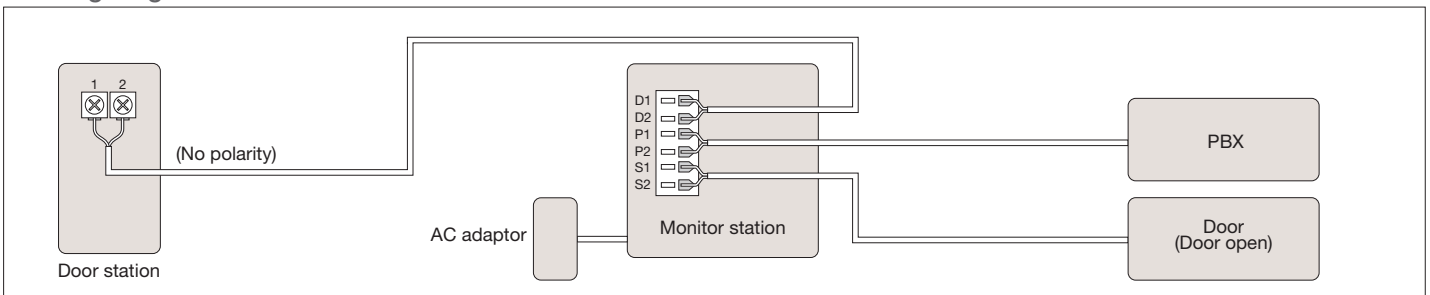 1 2
(No polarity)
Door station
AC adaptor
D1
D2
P1
P2
S1
S2
Monitor station
PBX
Door
(Door open)